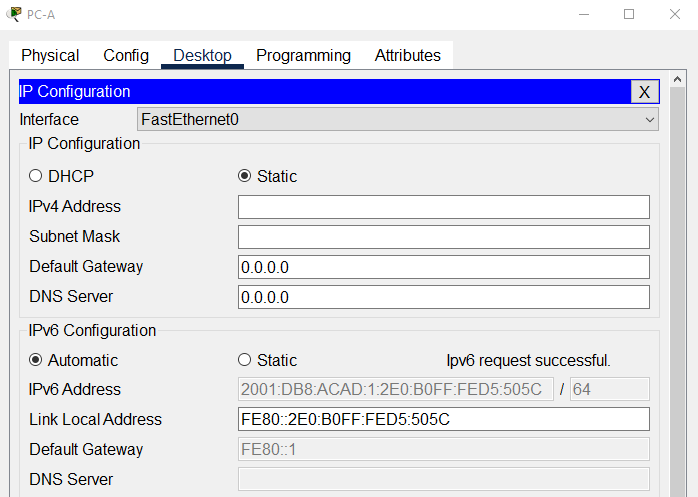 PC-A
Physical Config Desktop Programming Attributes
IP Configuration X
Interface FastEthernet0
IP Configuration
DHCP Static
IPv4 Address
Subnet Mask
Default Gateway 0.0.0.0
DNS Server 0.0.0.0
IPv6 Configuration
Automatic Static Ipv6 request successful.
IPv6 Address 2001:DB8:ACAD:1:2E0:B0FF:FED5:505C / 64
Link Local Address FE80::2E0:B0FF:FED5:505C
Default Gateway FE80::1
DNS Server